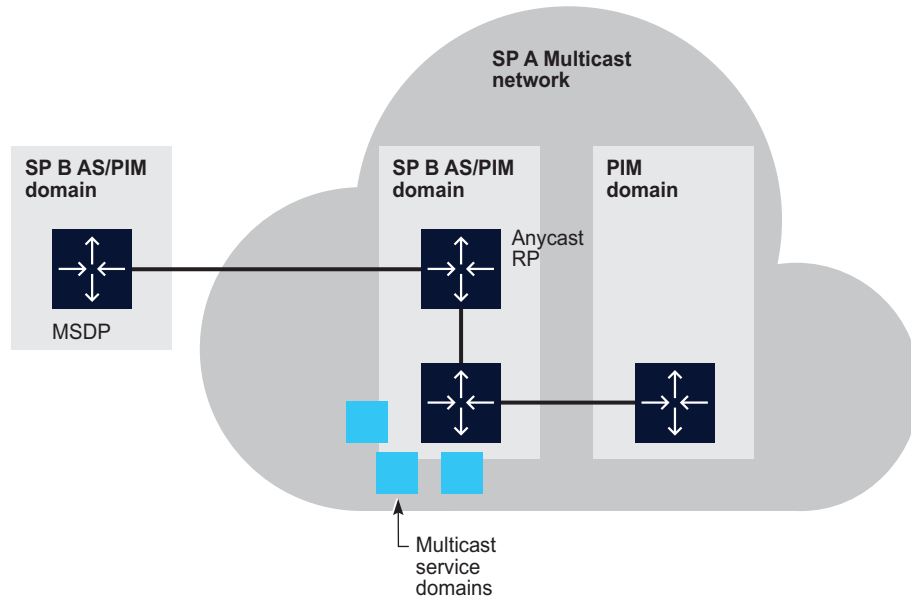 SP A Multicast
network
SP B AS/PIM
domain
SP B AS/PIM
domain
PIM
domain
Anycast
RP
MSDP
Multicast
service
domains